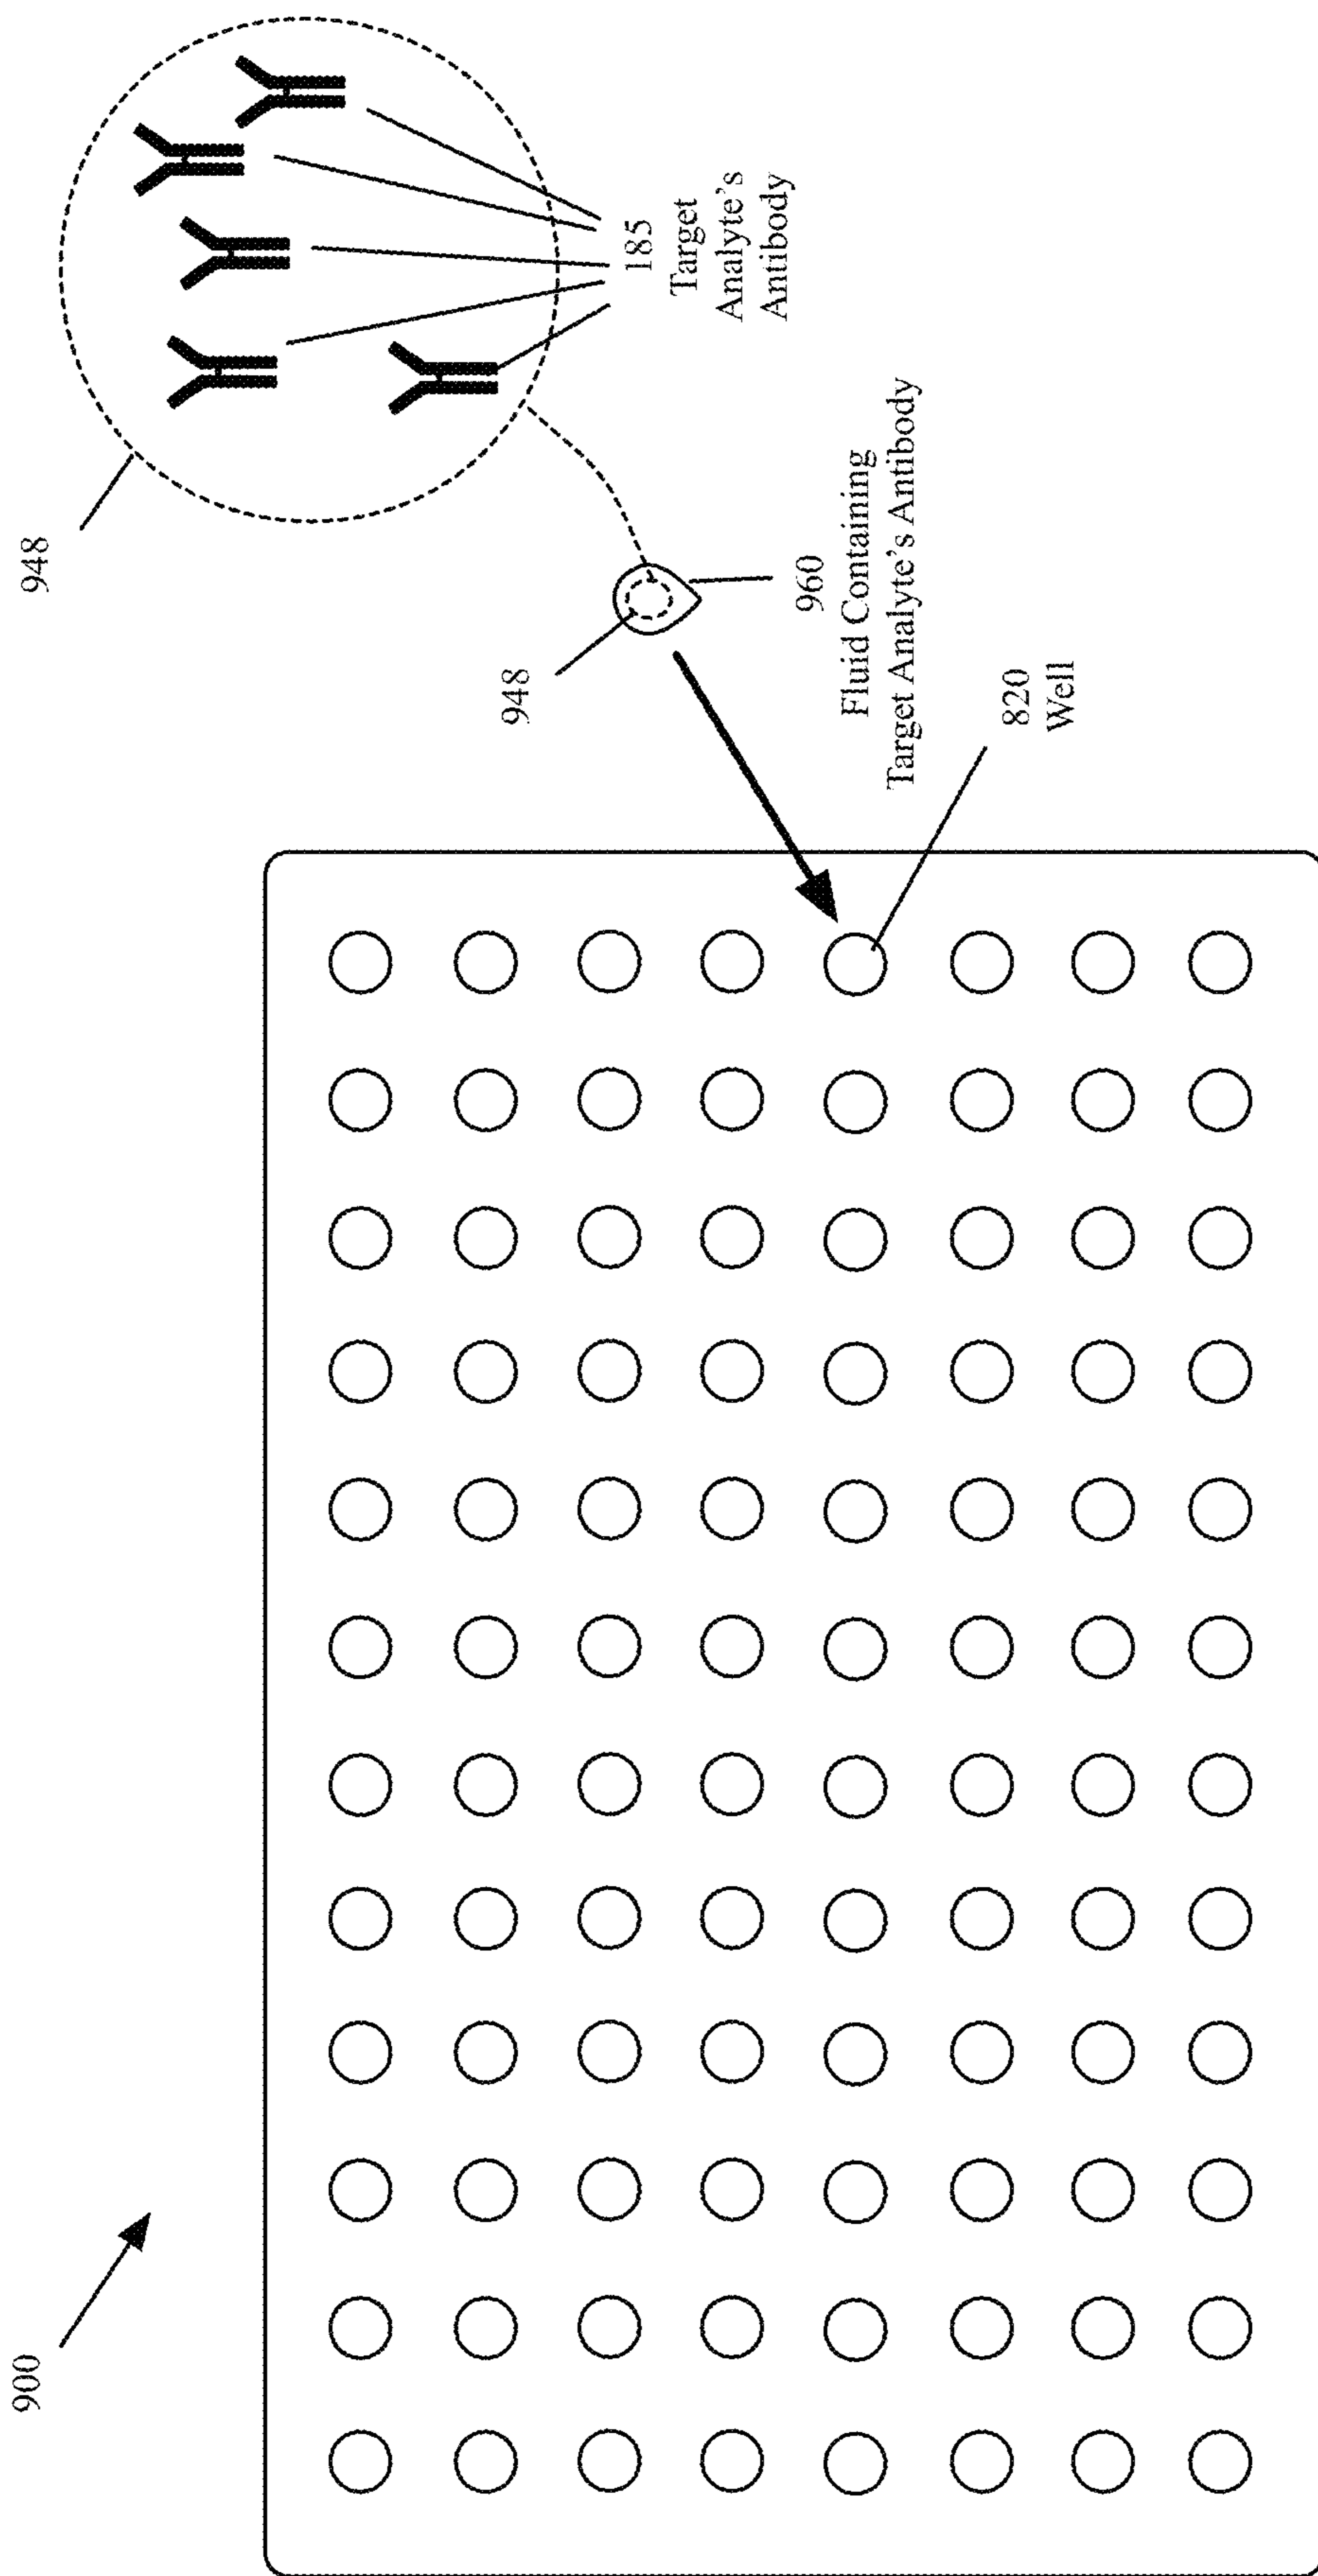 900
948
185
Target
Analyte's
Antibody
948
960
Fluid Containing
Target Analyte's Antibody
820
Well